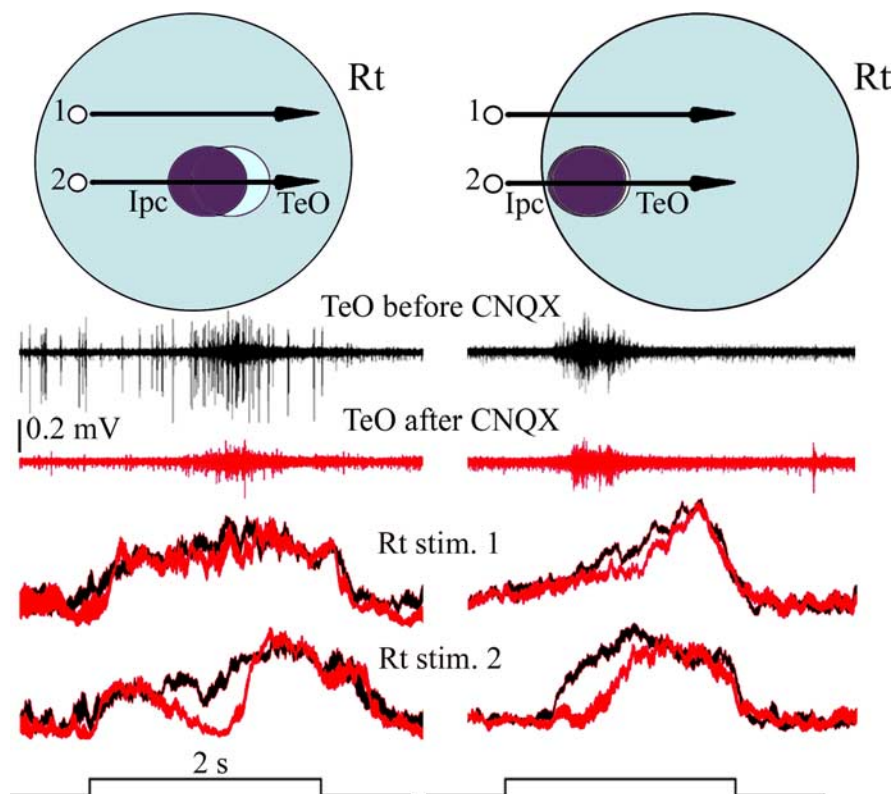 Rt
Rt
1
1
2
2
Ipc TeO
Ipc TeO
TeO before CNQX
0.2 mV
TeO after CNQX
Rt stim. 1
Rt stim. 2
2 s